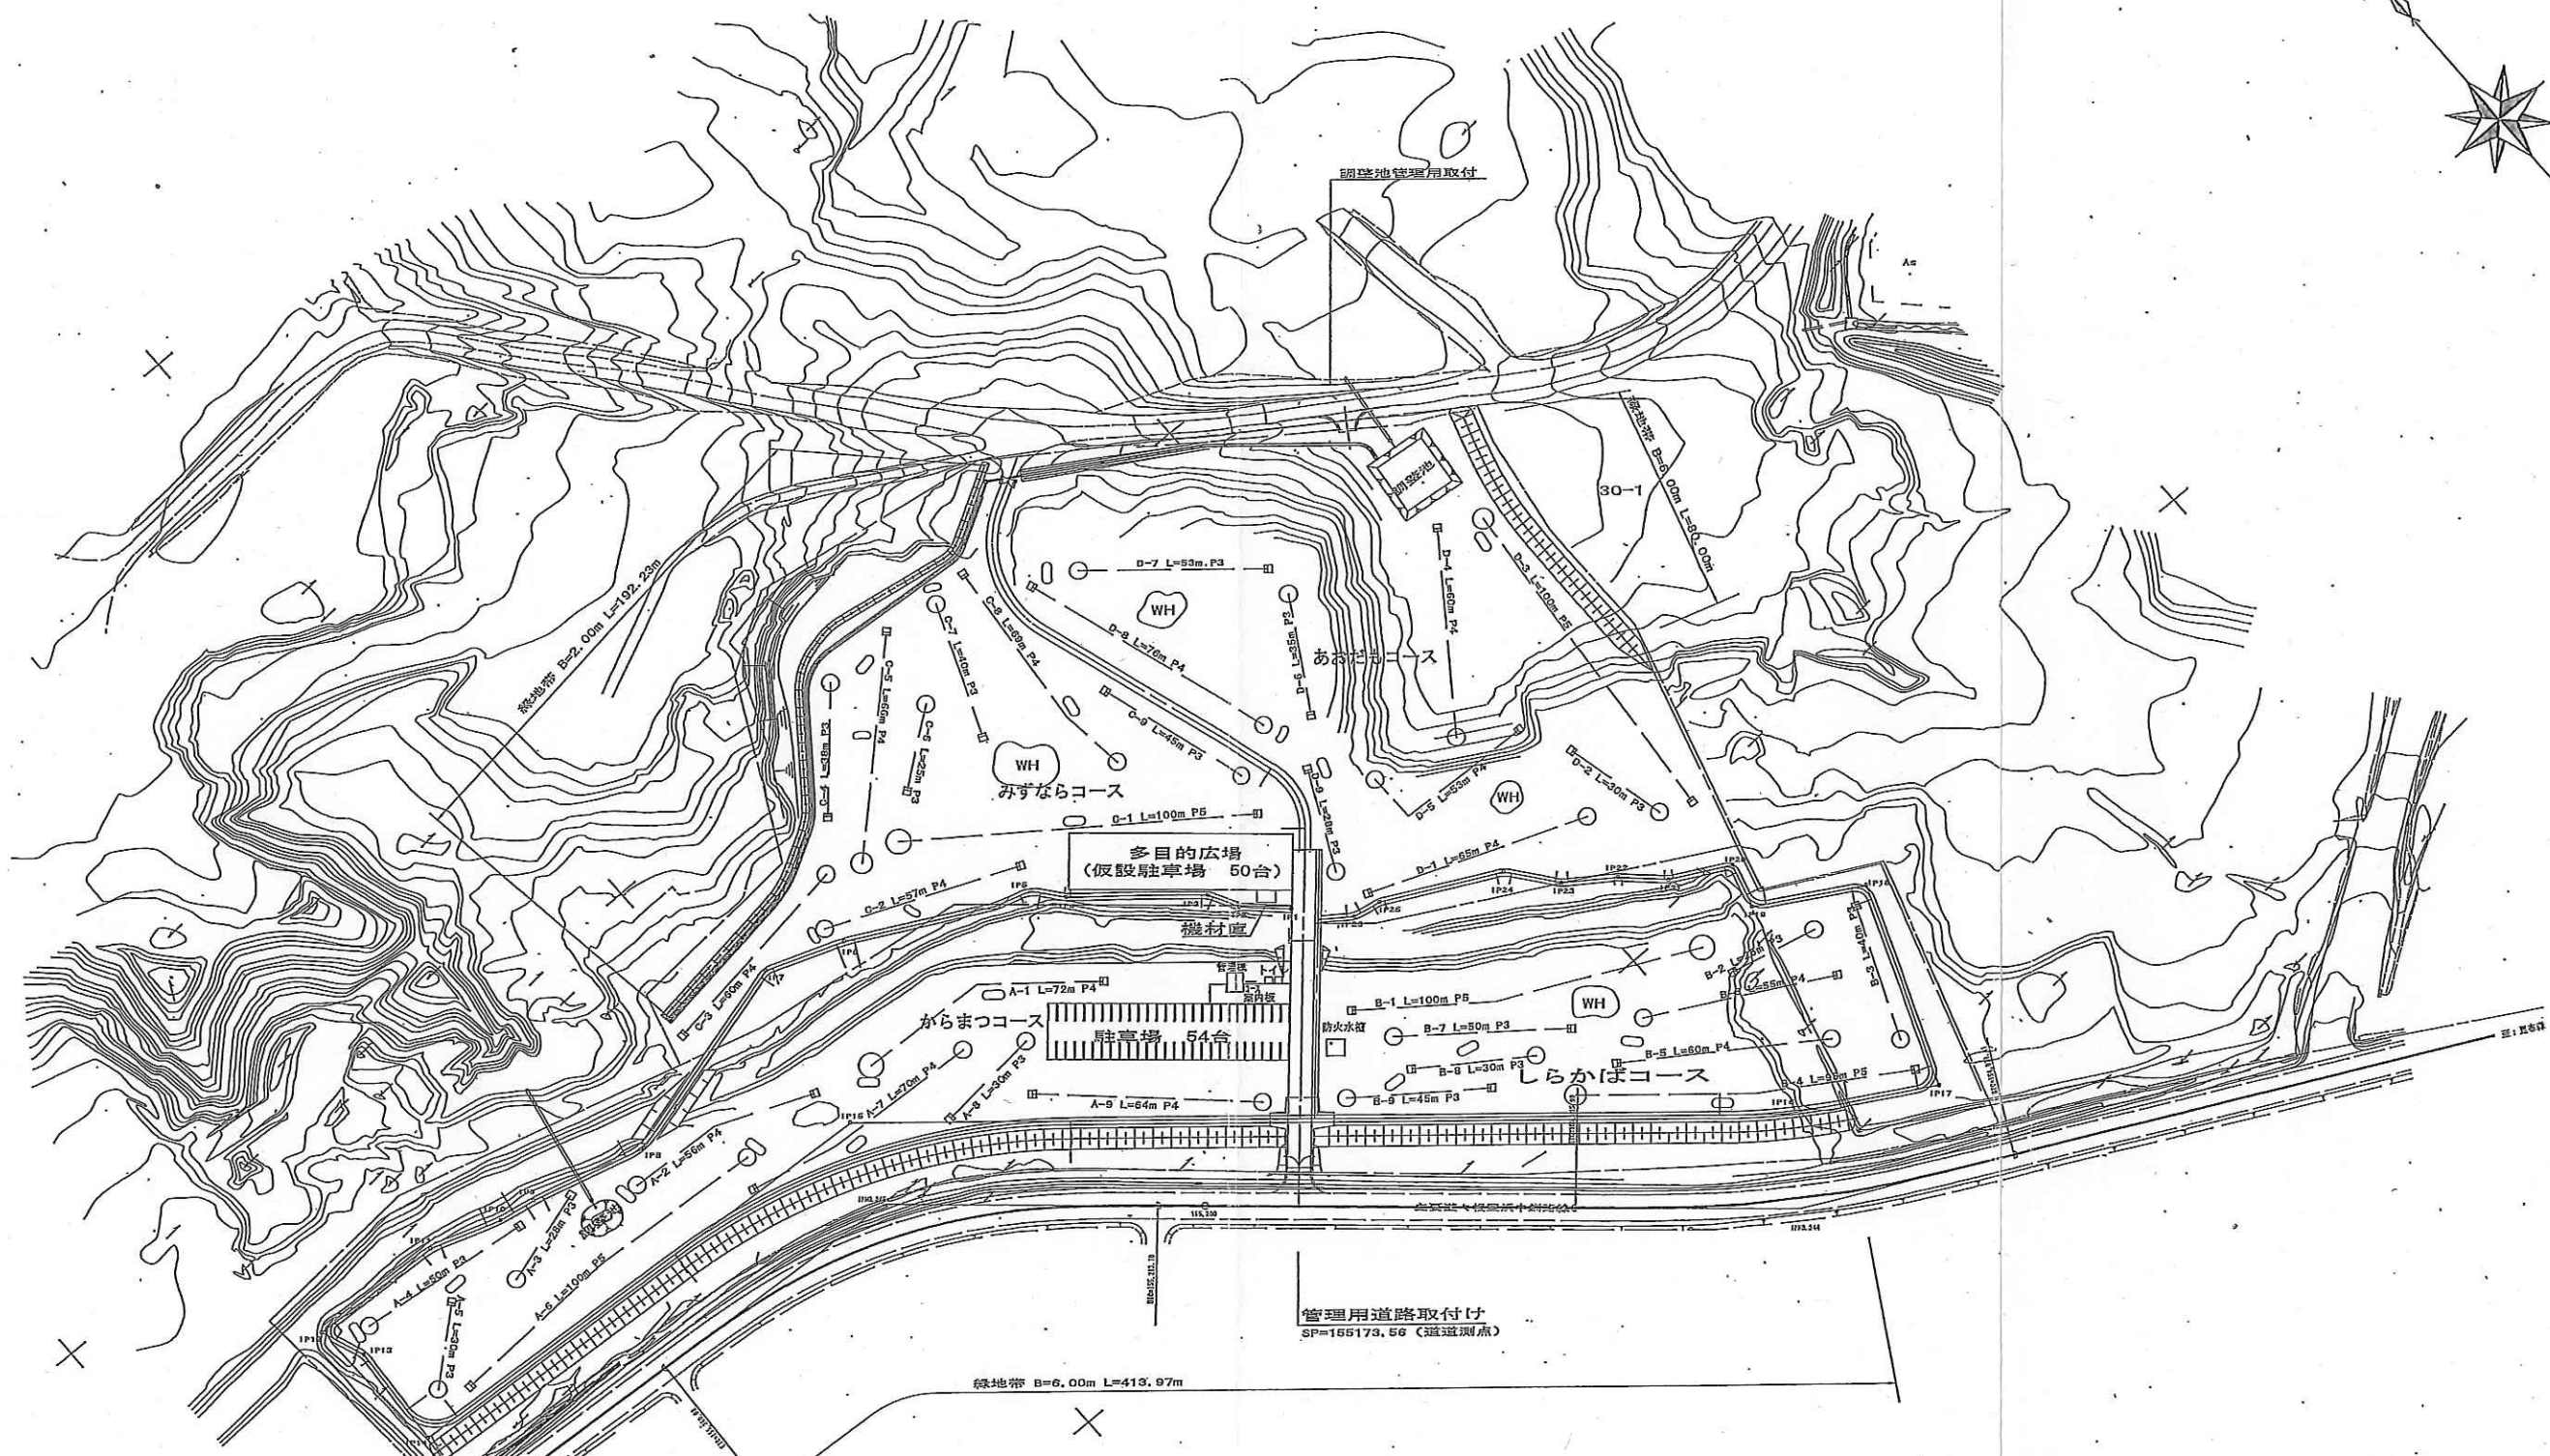 調整池管理用取付
As
調整池
30-1
緑地帯 B=6.00m L=80.00m
緑地帯 B=2.00m L=192.23m
D-7 L=53m P3
WH
D-8 L=76m P4
D-6 L=35m P3
D-4 L=60m P4
D-3 L=100m P5
あおだもコース
C-8 L=69m P4
C-7 L=40m P3
C-5 L=66m P4
C-6 L=25m P3
C-4 L=38m P3
C-9 L=45m P3
WH
みずならコース
C-1 L=100m P5
D-9 L=28m P3
D-5 L=53m P4
WH
D-2 L=30m P3
D-1 L=65m P4
多目的広場
(仮設駐車場 50台)
C-2 L=57m P4
C-3 L=60m P4
IP1
IP22
IP23
IP24
機材庫
管理棟
トイレ
案内板
A-1 L=72m P4
からまつコース
駐車場 54台
防火水槽
B-1 L=100m P5
B-7 L=50m P3
WH
B-3 L=40m P3
B-8 L=30m P3
B-5 L=60m P4
しらかばコース
B-9 L=45m P3
IP17
A-7 L=70m P4
A-8 L=30m P3
A-9 L=64m P4
IP15
IP8
A-2 L=56m P4
A-3 L=28m P3
A-4 L=50m P3
A-5 L=30m P3
A-6 L=100m P5
IP13
管理用道路取付け
SP=155173.56 (道道測点)
緑地帯 B=6.00m L=413.97m